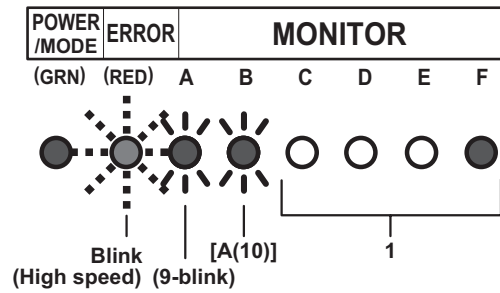 POWER /MODE ERROR MONITOR
(GRN) (RED) A B C D E F
Blink (High speed)
(9-blink)
[A(10)]
1